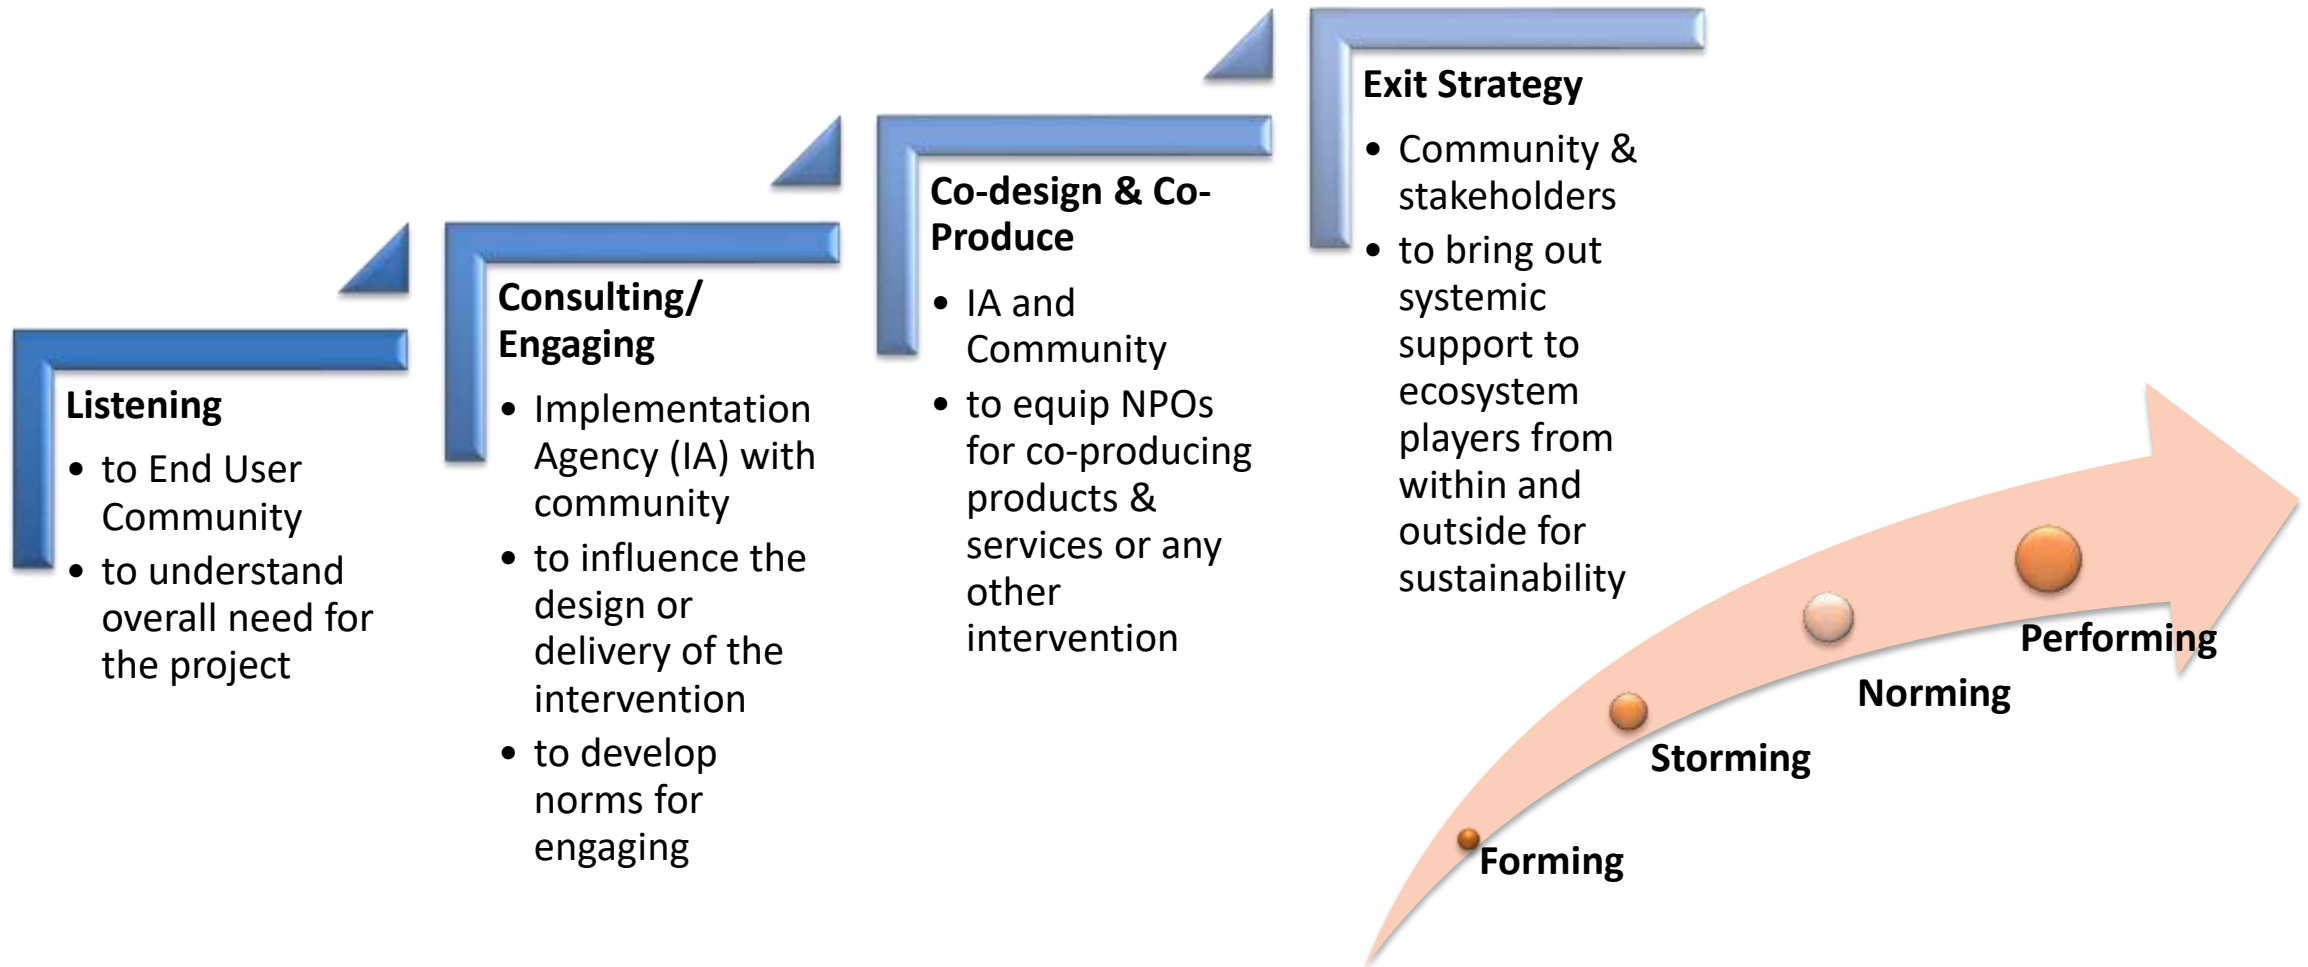 Listening
• to End User
Community
• to understand
overall need for
the project
Consulting/
Engaging
• Implementation
Agency (IA) with
community
• to influence the
design or
delivery of the
intervention
• to develop
norms for
engaging
Co-design & Co-
Produce
• IA and
Community
• to equip NPOs
for co-producing
products &
services or any
other
intervention
Exit Strategy
• Community &
stakeholders
• to bring out
systemic
support to
ecosystem
players from
within and
outside for
sustainability
Forming
Storming
Norming
Performing